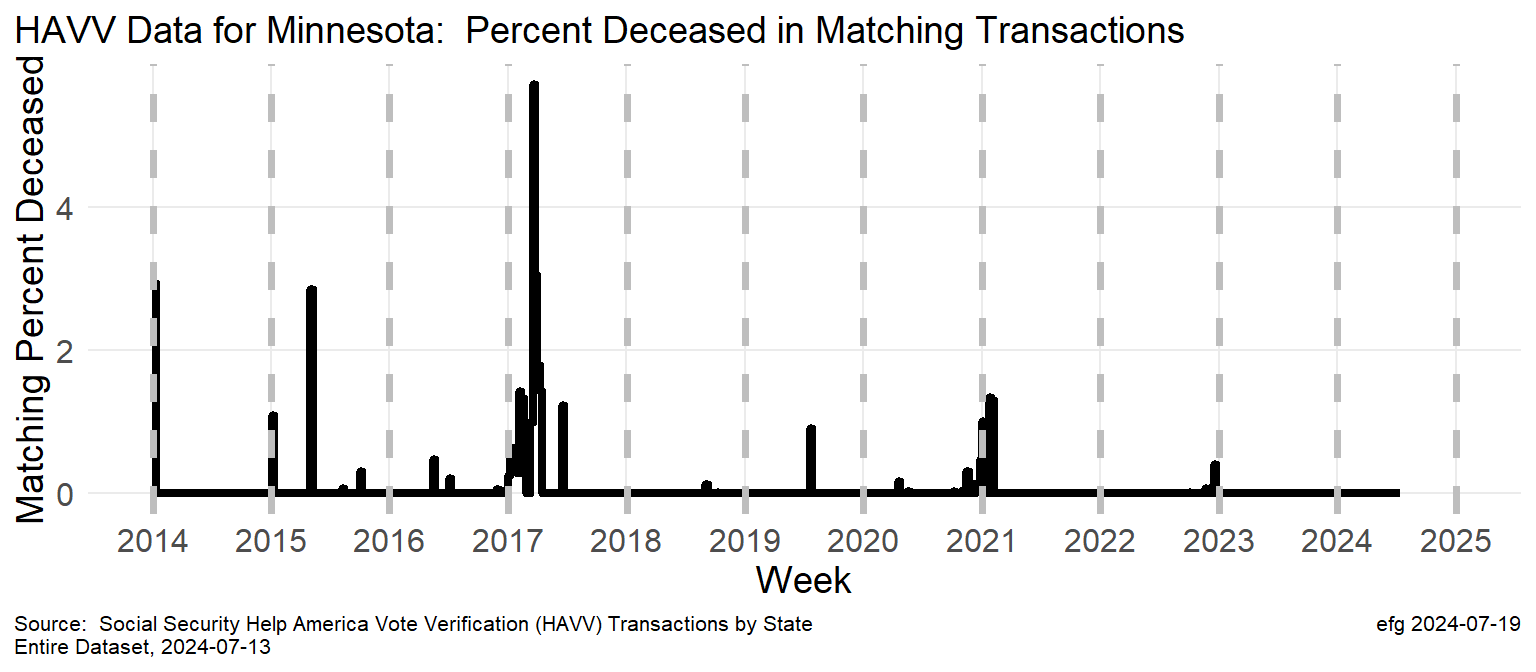 HAVV Data for Minnesota:  Percent Deceased in Matching Transactions
Matching Percent Deceased
4
2
0
2014 2015 2016 2017 2018 2019 2020 2021 2022 2023 2024 2025
Week
Source:  Social Security Help America Vote Verification (HAVV) Transactions by State
Entire Dataset, 2024-07-13
efg 2024-07-19